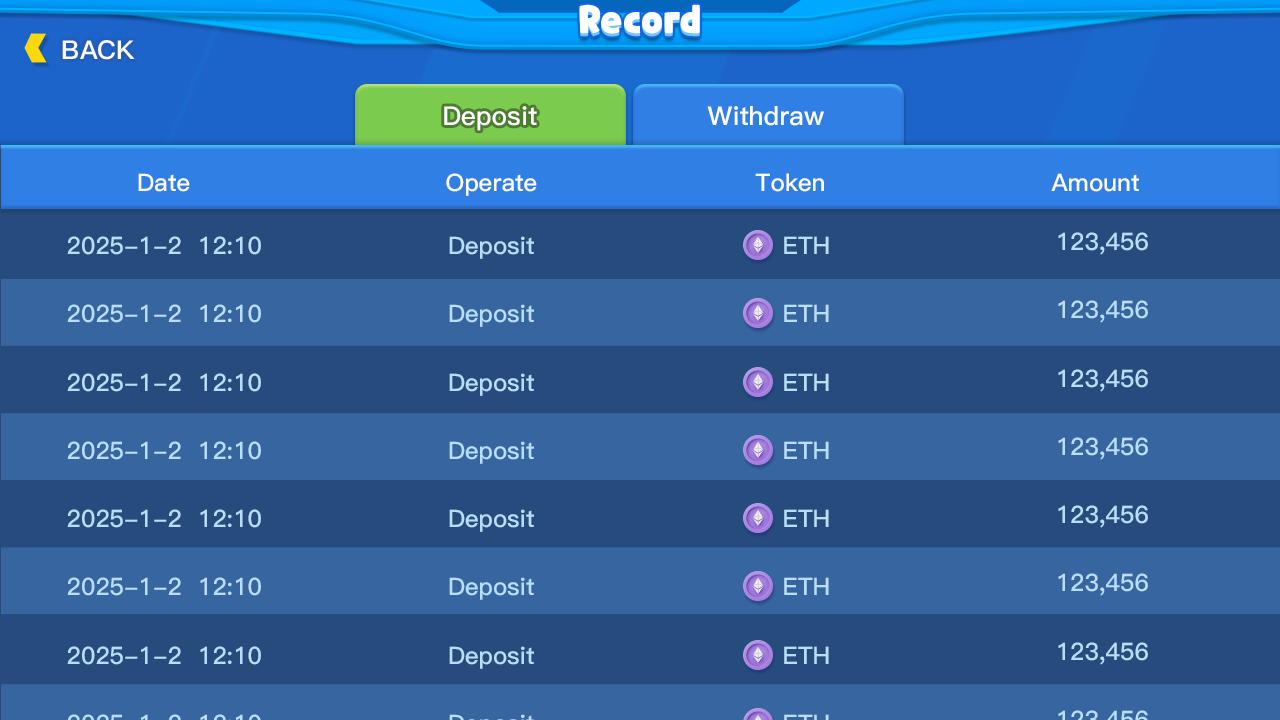 Record
BACK
Deposit Withdraw
Date Operate Token Amount
2025-1-2 12:10 Deposit ETH 123,456
2025-1-2 12:10 Deposit ETH 123,456
2025-1-2 12:10 Deposit ETH 123,456
2025-1-2 12:10 Deposit ETH 123,456
2025-1-2 12:10 Deposit ETH 123,456
2025-1-2 12:10 Deposit ETH 123,456
2025-1-2 12:10 Deposit ETH 123,456